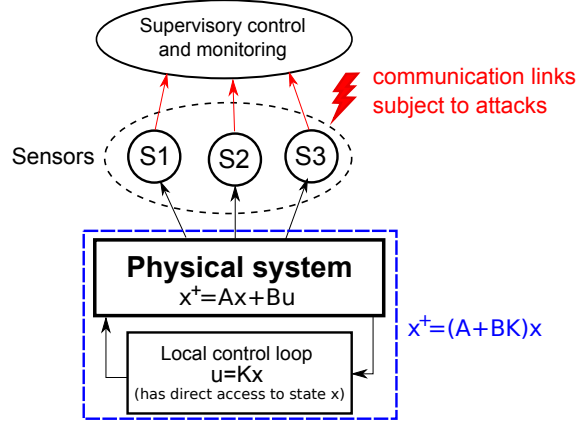 Supervisory control
and monitoring
communication links
subject to attacks
Sensors
S1
S2
S3
Physical system
x⁺=Ax+Bu
x⁺=(A+BK)x
Local control loop
u=Kx
(has direct access to state x)